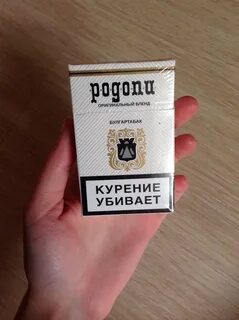 родопи
ОРИГИНАЛЬНЫЙ БЛЕНД
БУЛГАРТАБАК
КУРЕНИЕ
УБИВАЕТ